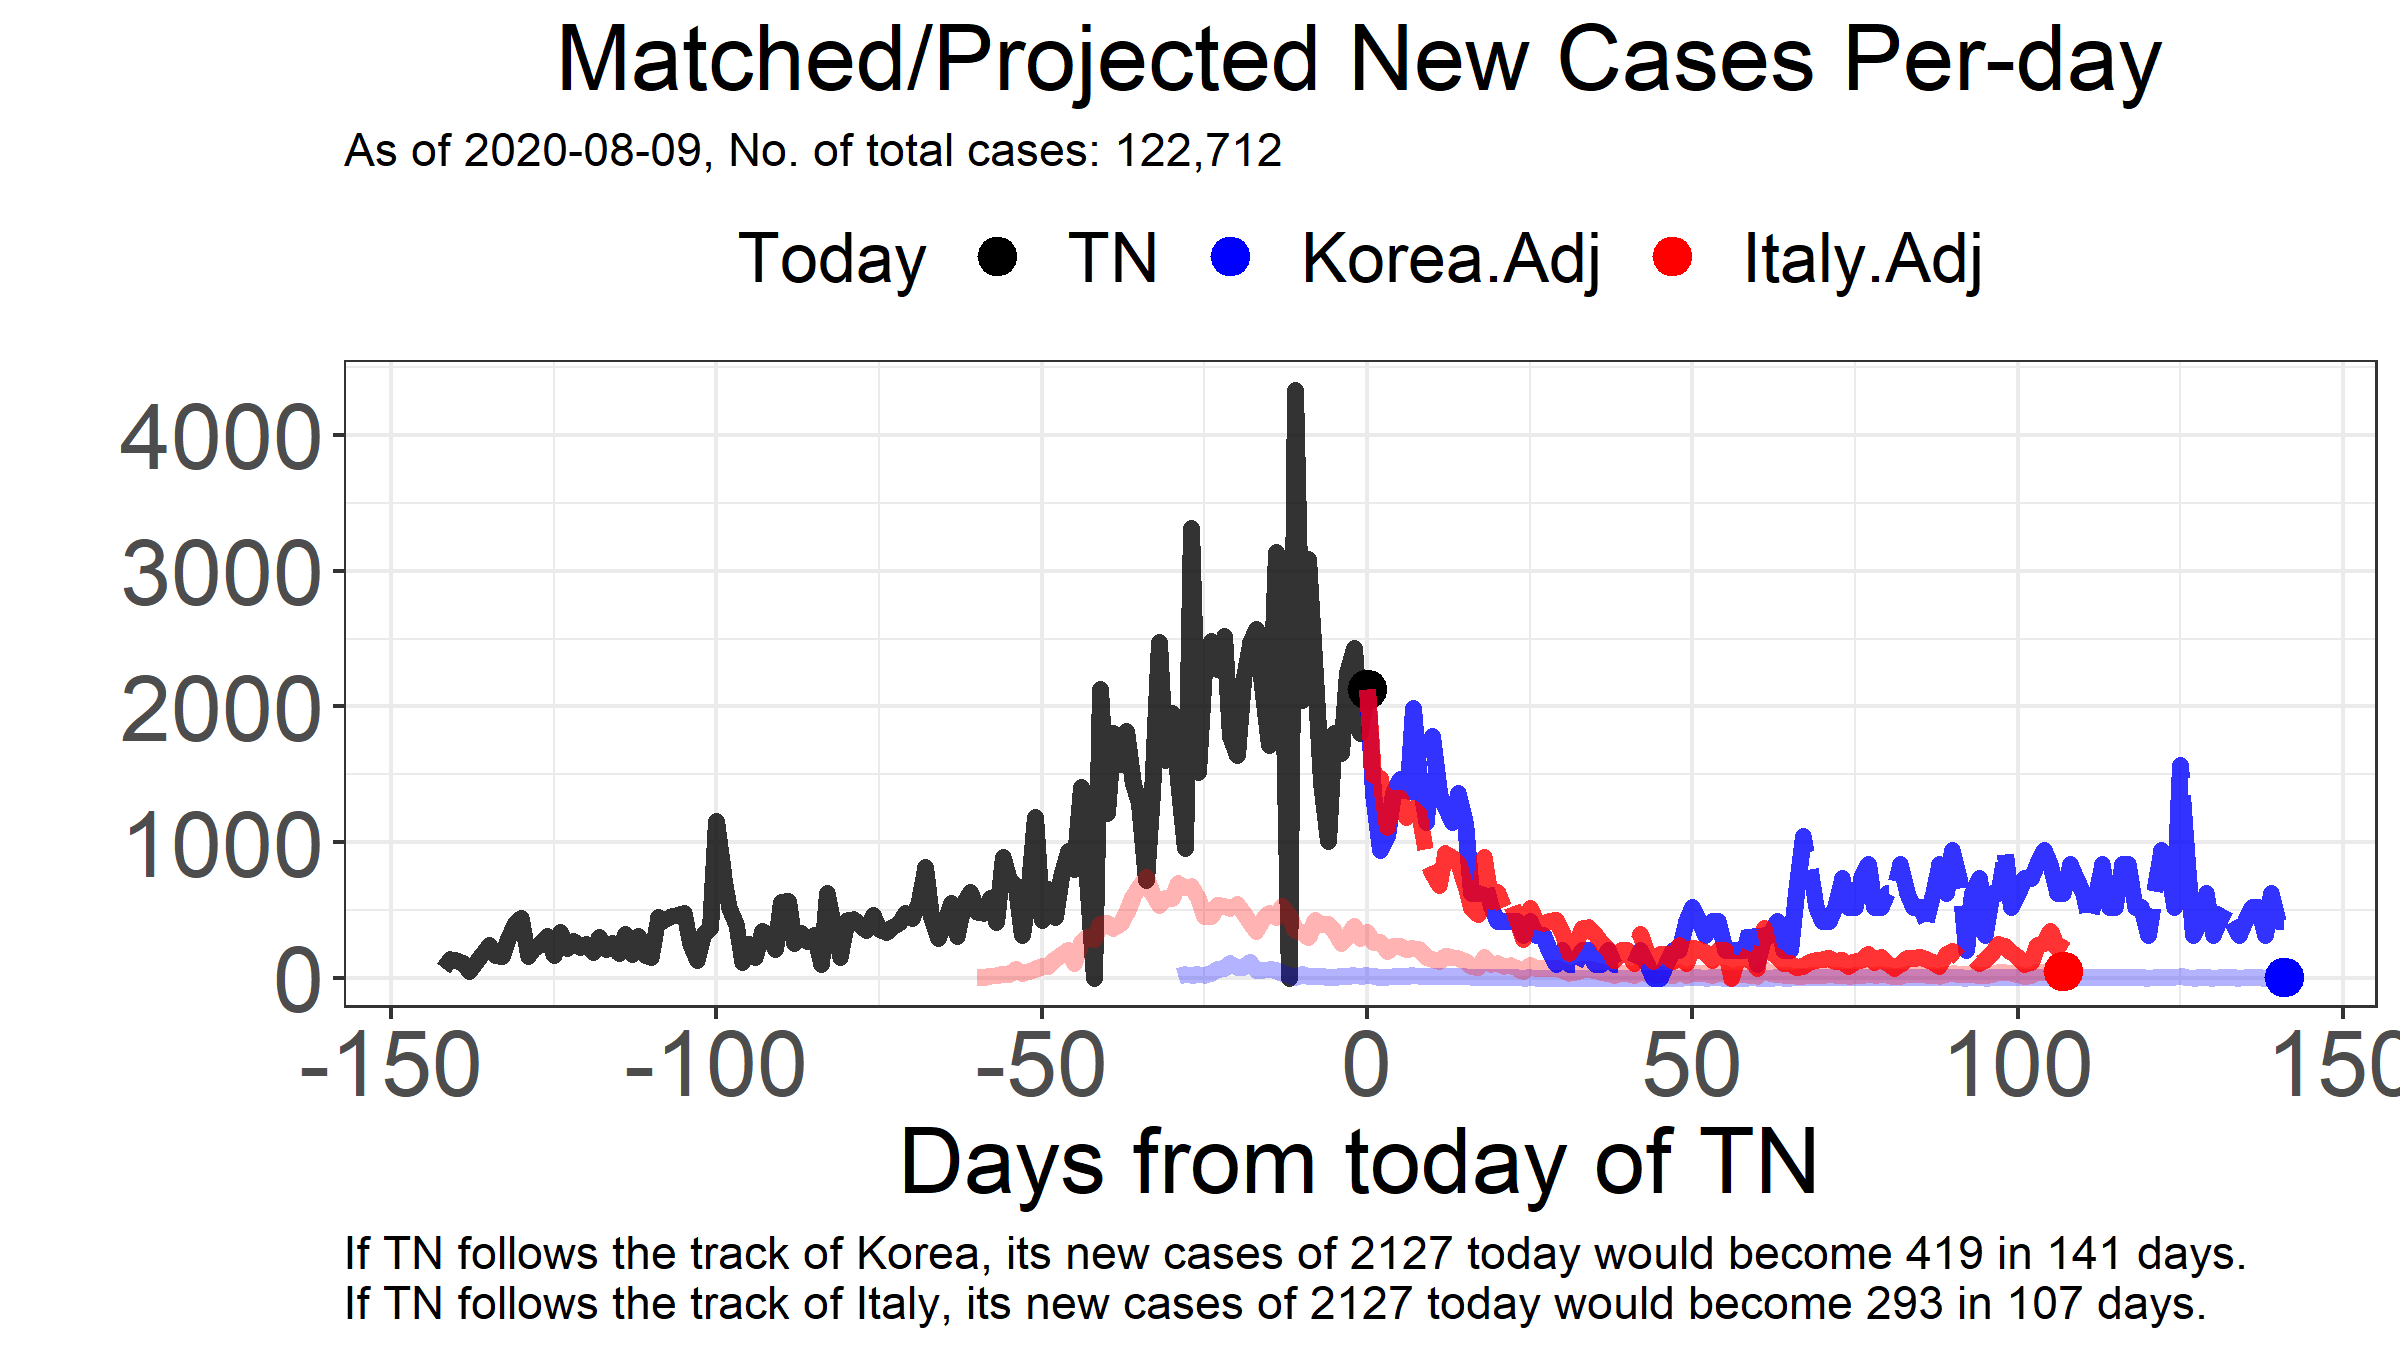 Matched/Projected New Cases Per-day
As of 2020-08-09, No. of total cases: 122,712
Today TN Korea.Adj Italy.Adj
4000
3000
2000
1000
0
-150 -100 -50 0 50 100 150
Days from today of TN
If TN follows the track of Korea, its new cases of 2127 today would become 419 in 141 days.
If TN follows the track of Italy, its new cases of 2127 today would become 293 in 107 days.